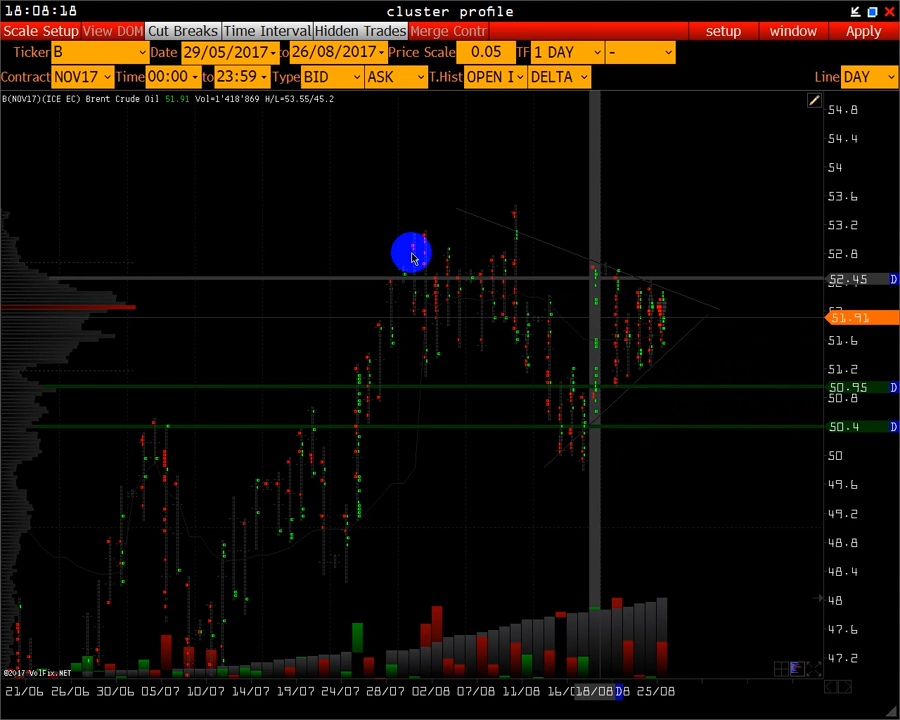 18:08:18 cluster profile
Scale Setup View DOM Cut Breaks Time Interval Hidden Trades Merge Contr setup window Apply
Ticker B Date 29/05/2017 to 26/08/2017 Price Scale 0.05 TF 1 DAY -
Contract NOV17 Time 00:00 to 23:59 Type BID ASK T.Hist OPEN I DELTA Line DAY
B(NOV17)(ICE EC) Brent Crude Oil 51.91 Vol=1'418'869 H/L=53.55/45.2
54.8
54.4
54
53.6
53.2
52.8
52.45 D
51.91
51.6
51.2
50.95 D
50.8
50.4 D
50
49.6
49.2
48.8
48.4
48
47.6
47.2
©2017 VolFix.NET
21/06 26/06 30/06 05/07 10/07 14/07 19/07 24/07 28/07 02/08 07/08 11/08 18/08 D 25/08